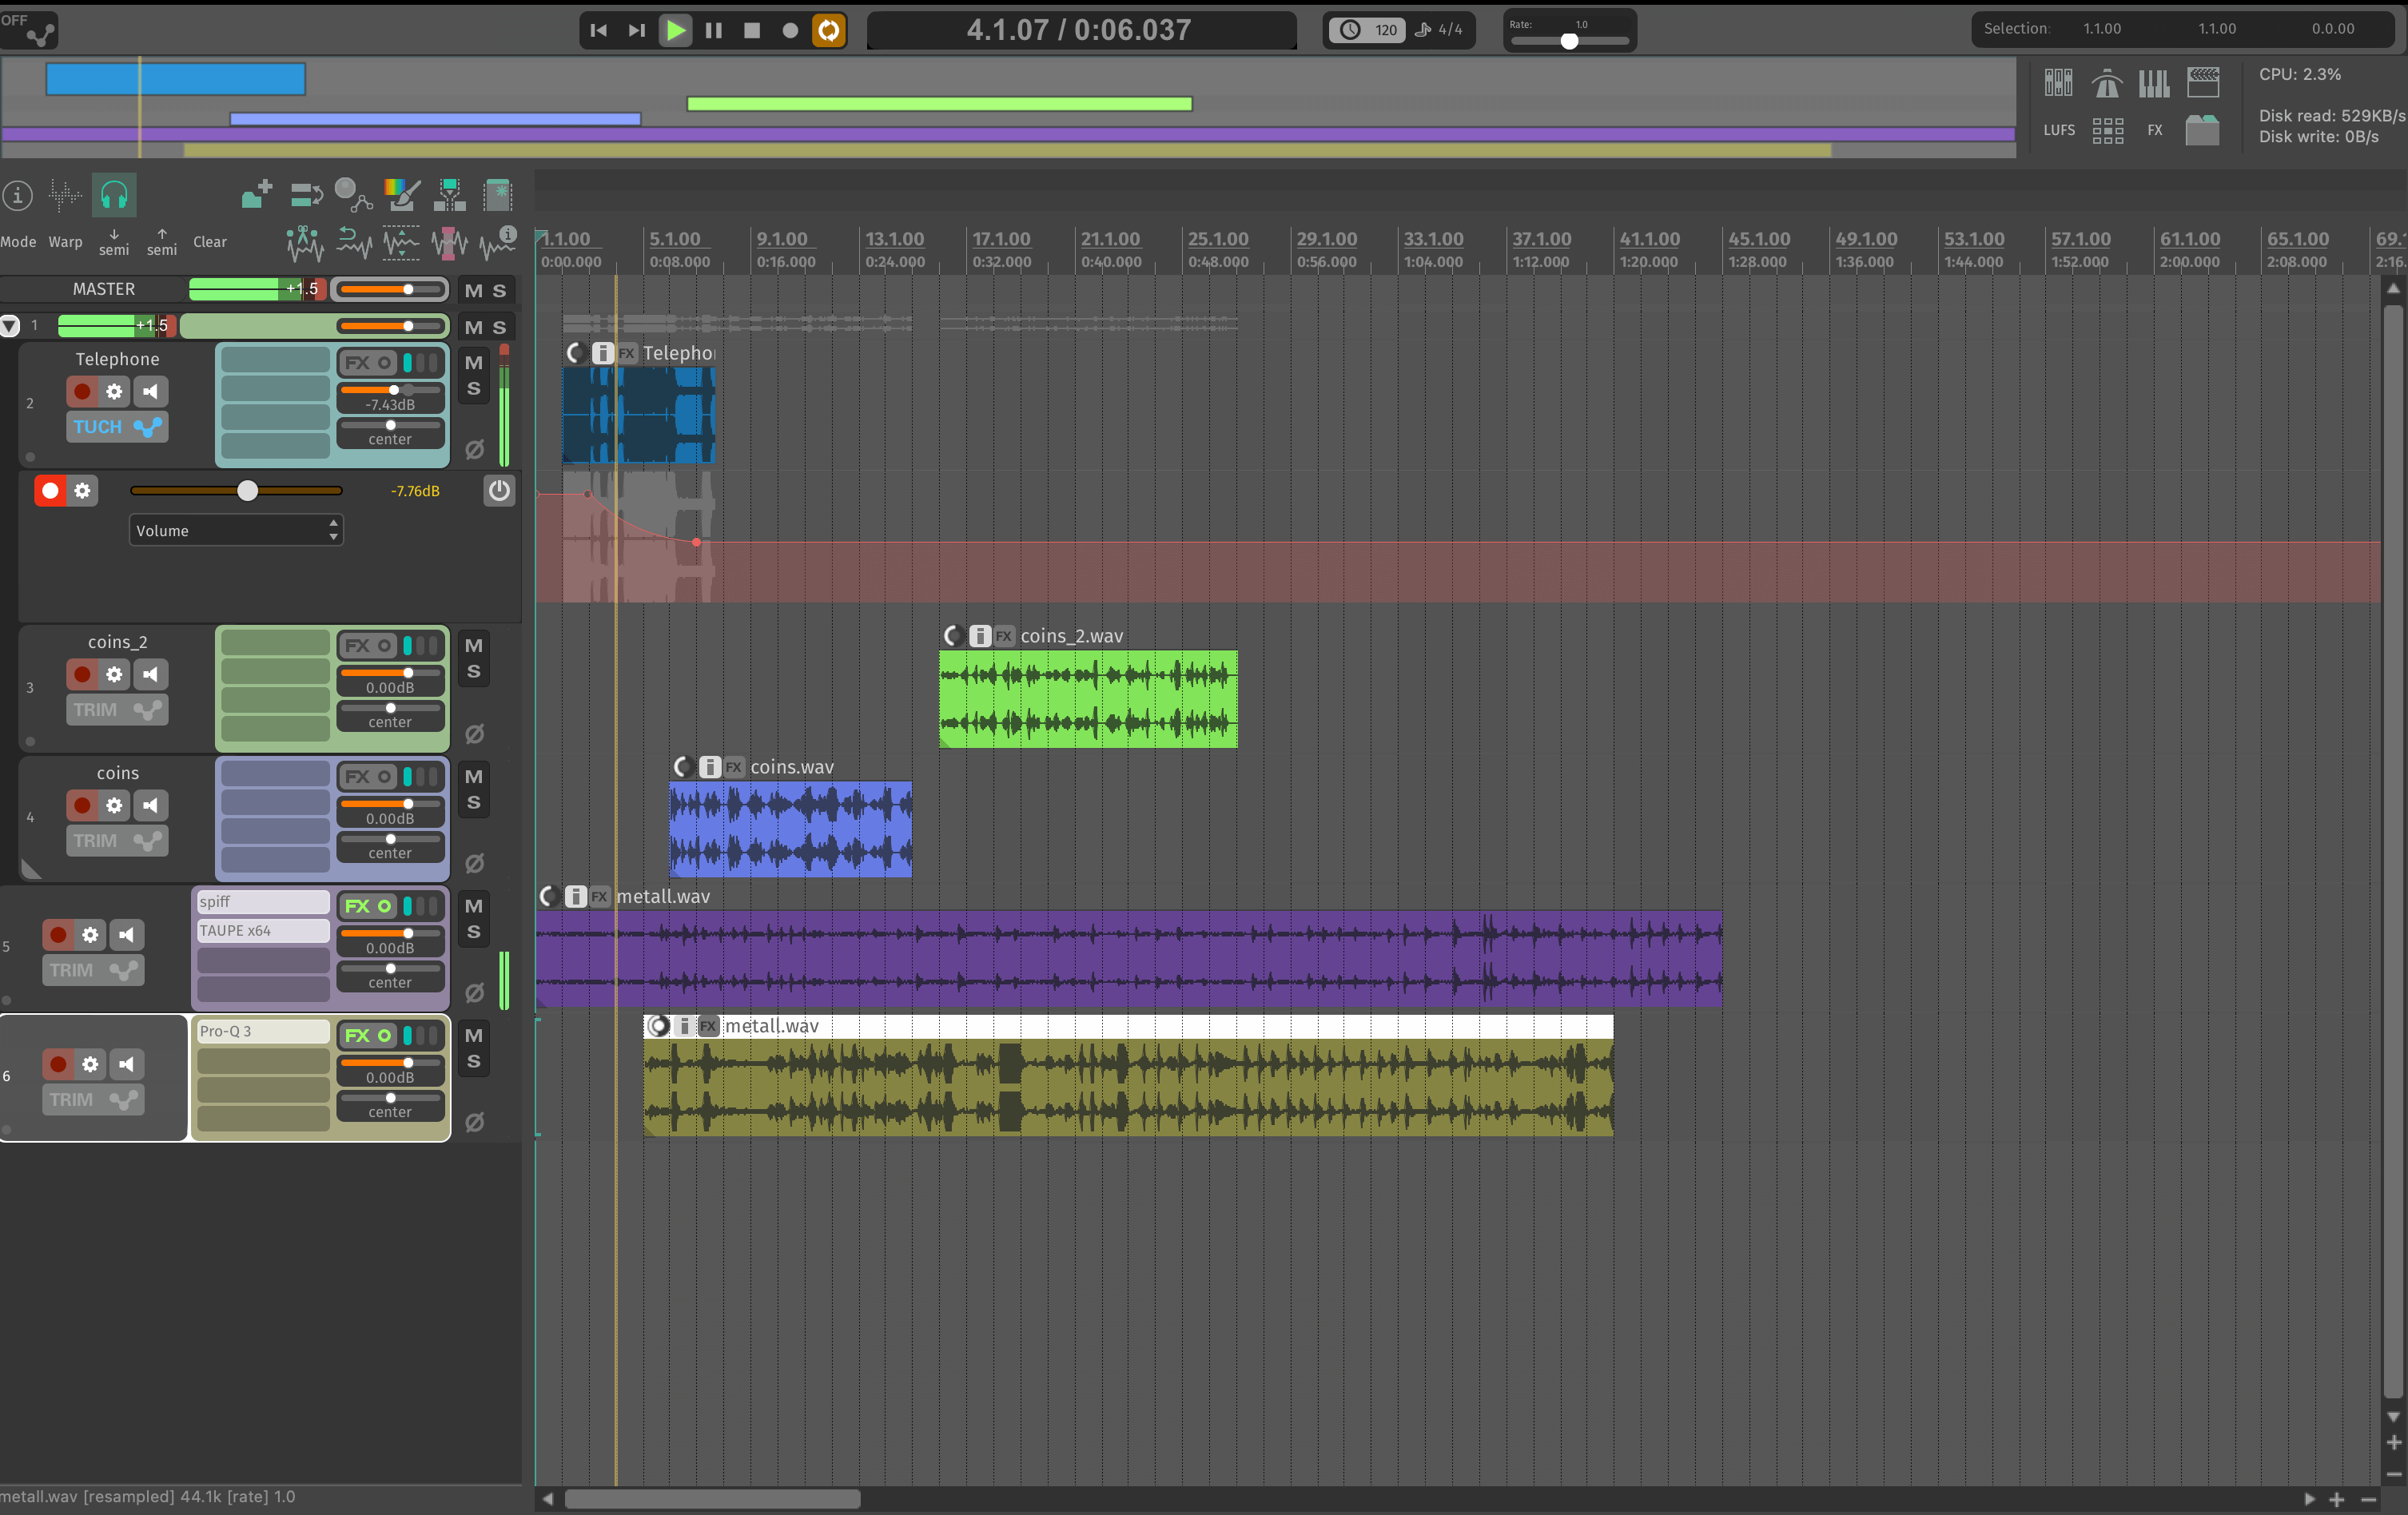 OFF
4.1.07 / 0:06.037
120
4/4
Rate:
1.0
Selection:
1.1.00
1.1.00
0.0.00
CPU: 2.3%
LUFS
FX
Disk read: 529KB/s
Disk write: 0B/s
Mode
Warp
semi
semi
Clear
1.1.00 5.1.00 9.1.00 13.1.00 17.1.00 21.1.00 25.1.00 29.1.00 33.1.00 37.1.00 41.1.00 45.1.00 49.1.00 53.1.00 57.1.00 61.1.00 65.1.00 69.
0:00.000 0:08.000 0:16.000 0:24.000 0:32.000 0:40.000 0:48.000 0:56.000 1:04.000 1:12.000 1:20.000 1:28.000 1:36.000 1:44.000 1:52.000 2:00.000 2:08.000 2:16.
MASTER
+1.5
M S
1
+1.5
M S
Telephone
FX
M
S
2
-7.43dB
TUCH
center
FX Telepho
-7.76dB
Volume
coins_2
FX
M
S
3
0.00dB
TRIM
center
FX coins_2.wav
coins
FX
M
S
4
0.00dB
TRIM
center
FX coins.wav
spiff
TAUPE x64
FX
M
S
5
0.00dB
TRIM
center
FX metall.wav
Pro-Q 3
FX
M
S
6
0.00dB
TRIM
center
FX metall.wav
metall.wav [resampled] 44.1k [rate] 1.0